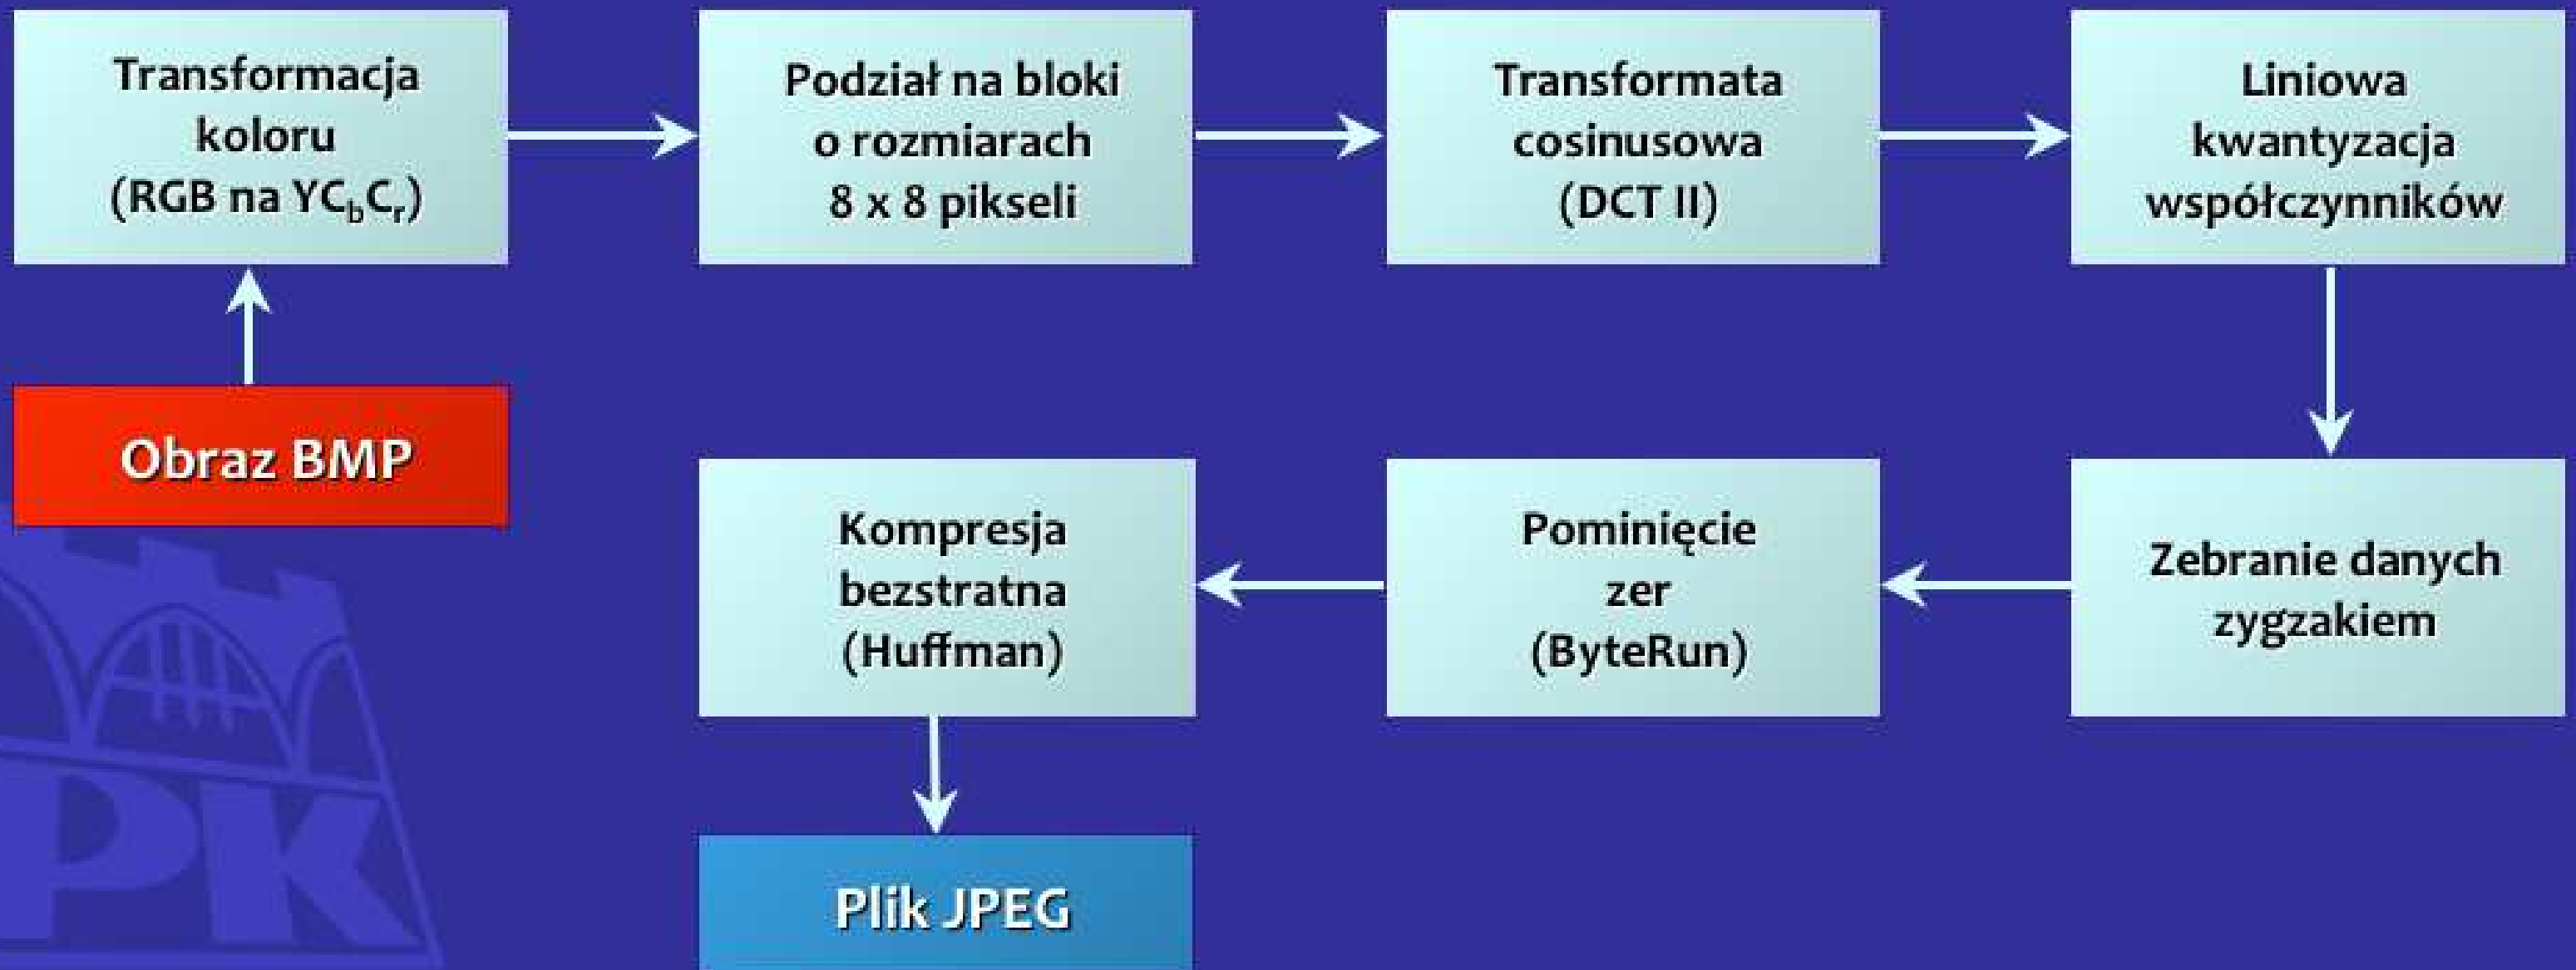 Transformacja
koloru
(RGB na YCbCr)
Podział na bloki
o rozmiarach
8 x 8 pikseli
Transformata
cosinusowa
(DCT II)
Liniowa
kwantyzacja
współczynników
Obraz BMP
Kompresja
bezstratna
(Huffman)
Pominięcie
zer
(ByteRun)
Zebranie danych
zygzakiem
Plik JPEG
PK